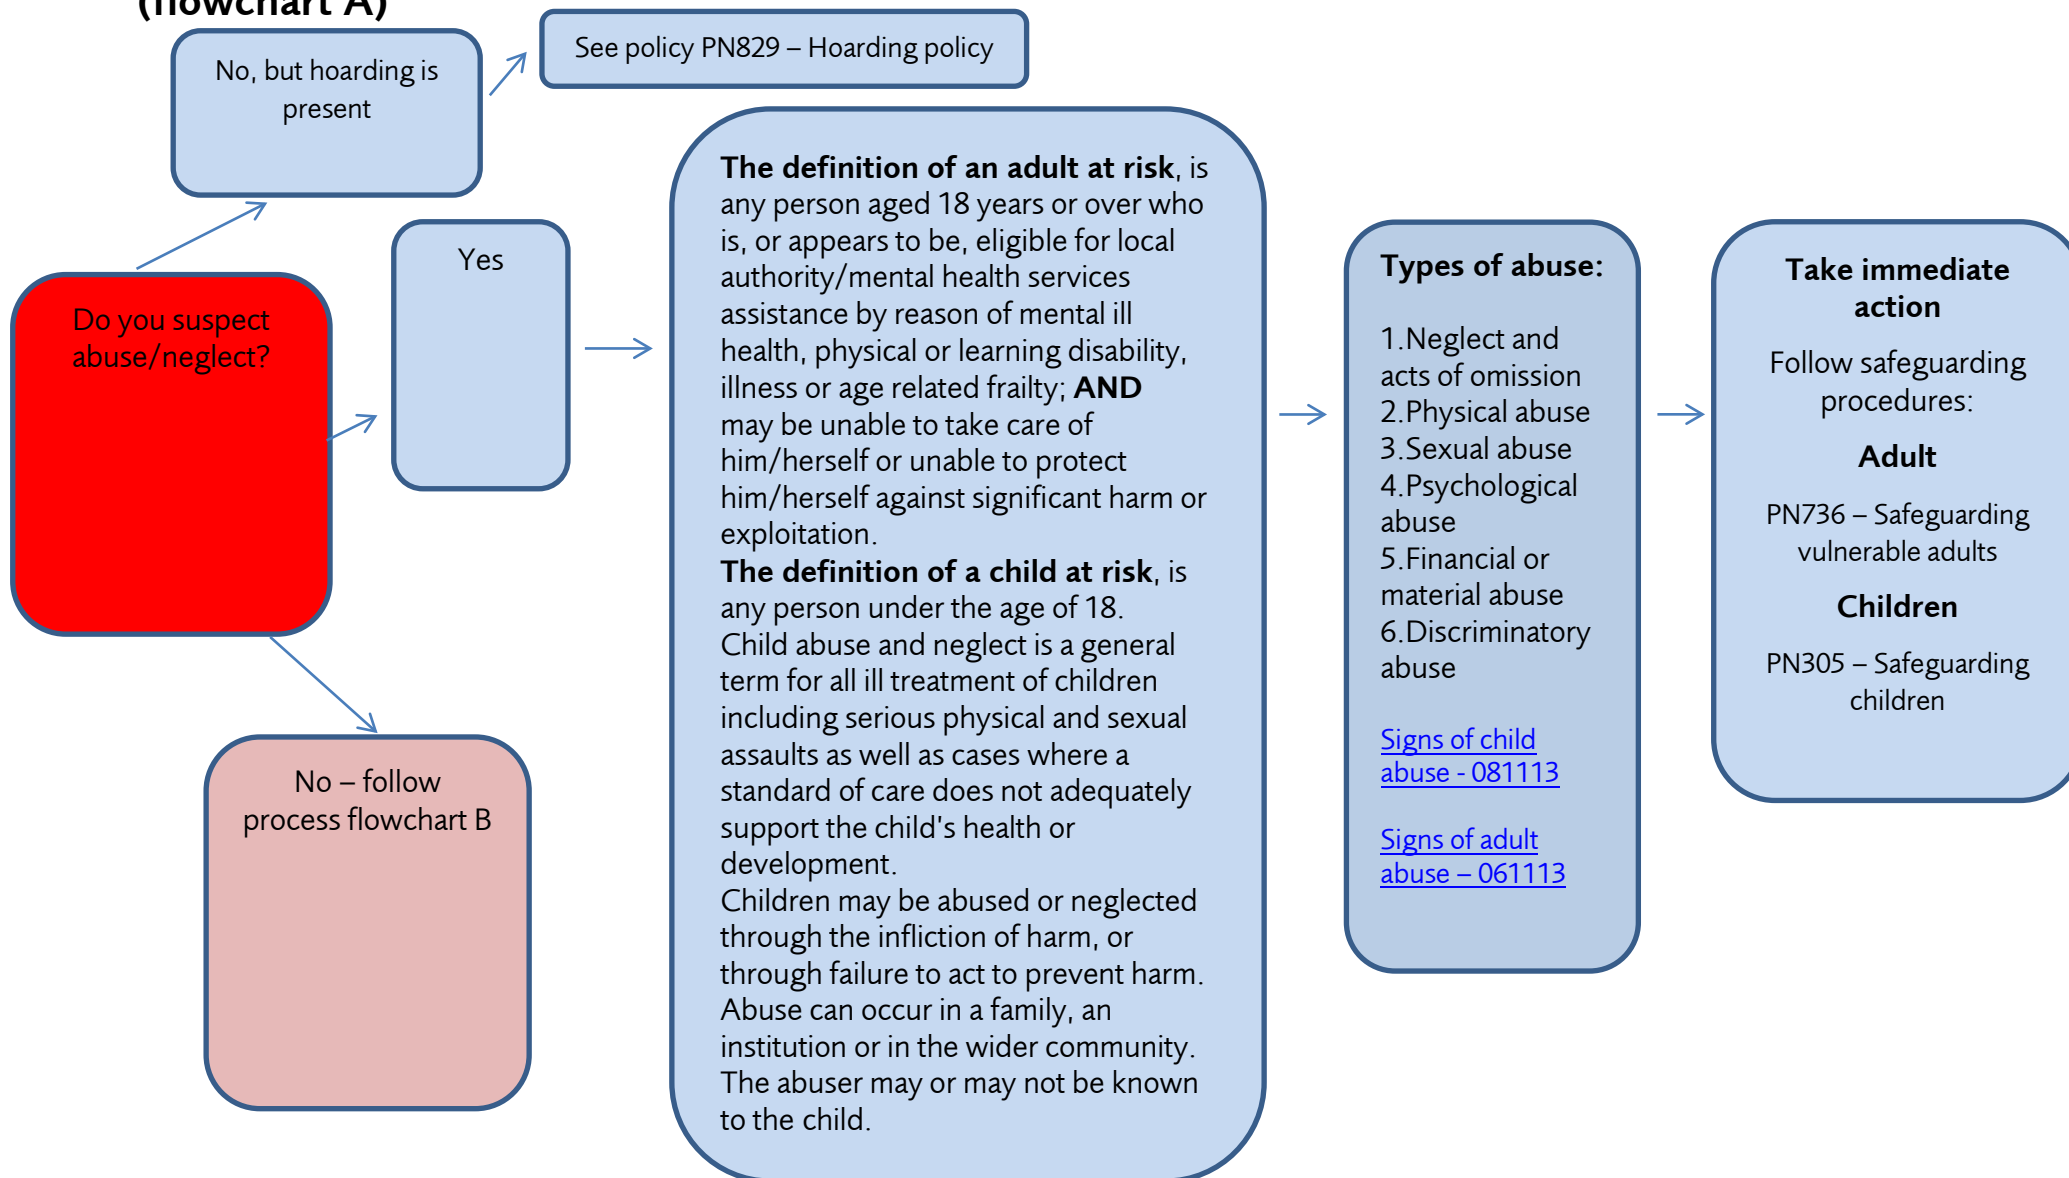 (flowchart A)
No, but hoarding is
present
See policy PN829 – Hoarding policy
Do you suspect
abuse/neglect?
Yes
No – follow
process flowchart B
The definition of an adult at risk, is
any person aged 18 years or over who
is, or appears to be, eligible for local
authority/mental health services
assistance by reason of mental ill
health, physical or learning disability,
illness or age related frailty; AND
may be unable to take care of
him/herself or unable to protect
him/herself against significant harm or
exploitation.
The definition of a child at risk, is
any person under the age of 18.
Child abuse and neglect is a general
term for all ill treatment of children
including serious physical and sexual
assaults as well as cases where a
standard of care does not adequately
support the child's health or
development.
Children may be abused or neglected
through the infliction of harm, or
through failure to act to prevent harm.
Abuse can occur in a family, an
institution or in the wider community.
The abuser may or may not be known
to the child.
Types of abuse:
1.Neglect and
acts of omission
2.Physical abuse
3.Sexual abuse
4.Psychological
abuse
5.Financial or
material abuse
6.Discriminatory
abuse
Signs of child
abuse - 081113
Signs of adult
abuse – 061113
Take immediate
action
Follow safeguarding
procedures:
Adult
PN736 – Safeguarding
vulnerable adults
Children
PN305 – Safeguarding
children